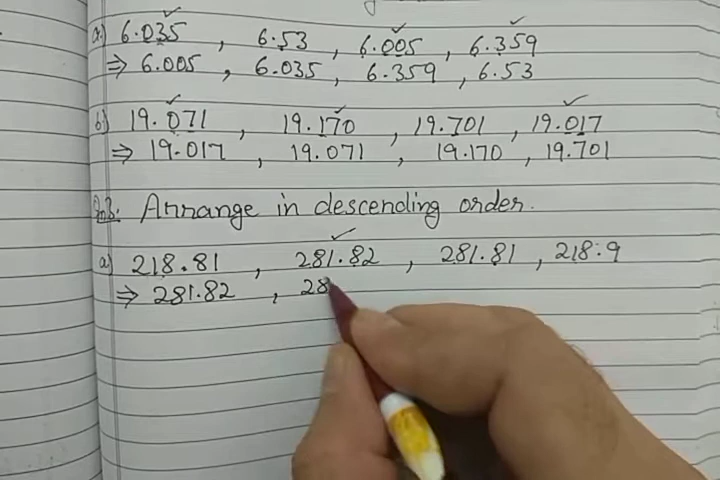 a) 6.035 , 6.53 , 6.005 , 6.359
⇒ 6.005 , 6.035 , 6.359 , 6.53
b) 19.071 , 19.170 , 19.701 , 19.017
⇒ 19.017 , 19.071 , 19.170 , 19.701
Q.3. Arrange in descending order.
a) 218.81 , 281.82 , 281.81 , 218.9
⇒ 281.82 , 28